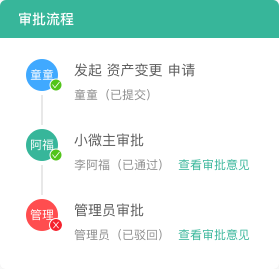 审批流程
童童
发起 资产变更 申请
童童（已提交）
阿福
小微主审批
李阿福（已通过） 查看审批意见
管理
管理员审批
管理员（已驳回） 查看审批意见